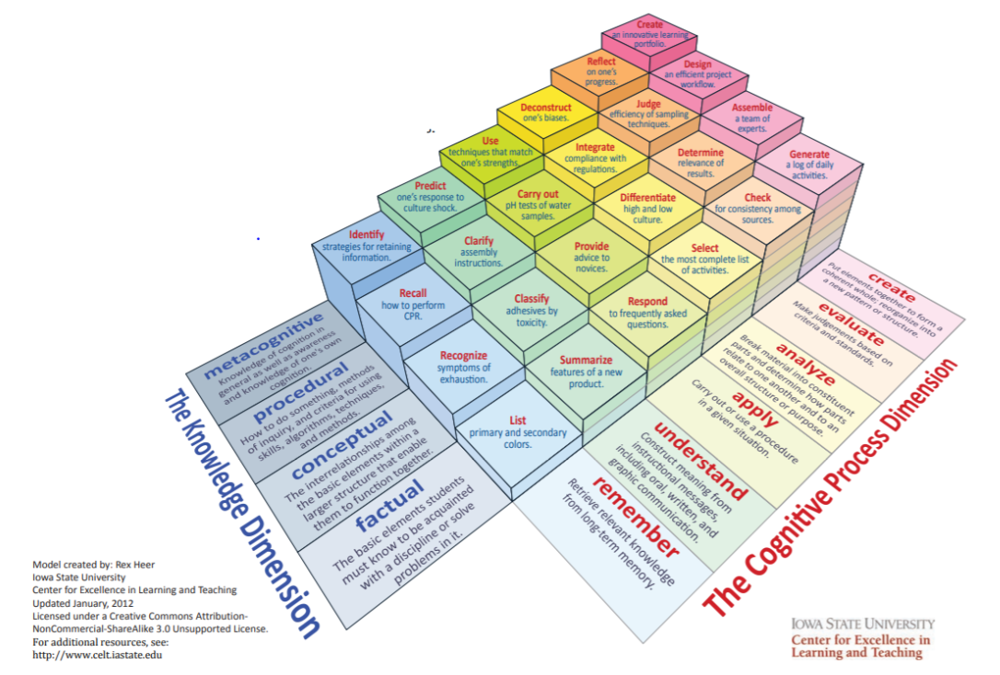 Create
an innovative learning
portfolio.
Reflect
on one's
progress.
Design
an efficient project
workflow.
Deconstruct
one's biases.
Judge
efficiency of sampling
techniques.
Assemble
a team of
experts.
Use
techniques that match
one's strengths.
Integrate
compliance with
regulations.
Determine
relevance of
results.
Generate
a log of daily
activities.
Predict
one's response to
culture shock.
Carry out
pH tests of water
samples.
Differentiate
high and low
culture.
Check
for consistency among
sources.
Identify
strategies for retaining
information.
Clarify
assembly
instructions.
Provide
advice to
novices.
Select
the most complete list
of activities.
Recall
how to perform
CPR.
Classify
adhesives by
toxicity.
Respond
to frequently asked
questions.
Recognize
symptoms of
exhaustion.
Summarize
features of a new
product.
List
primary and secondary
colors.
metacognitive
Knowledge of cognition in
general as well as awareness
and knowledge of one's own
cognition.
procedural
How to do something, methods
of inquiry, and criteria for using
skills, algorithms, techniques,
and methods.
conceptual
The interrelationships among
the basic elements within a
larger structure that enable
them to function together.
factual
The basic elements students
must know to be acquainted
with a discipline or solve
problems in it.
The Knowledge Dimension
remember
Retrieve relevant knowledge
from long-term memory.
understand
Construct meaning from
instructional messages,
including oral, written, and
graphic communication.
apply
Carry out or use a procedure
in a given situation.
analyze
Break material into constituent
parts and determine how parts
relate to one another and to an
overall structure or purpose.
evaluate
Make judgements based on
criteria and standards.
create
Put elements together to form a
coherent whole; reorganize into
a new pattern or structure.
The Cognitive Process Dimension
Model created by: Rex Heer
Iowa State University
Center for Excellence in Learning and Teaching
Updated January, 2012
Licensed under a Creative Commons Attribution-
NonCommercial-ShareAlike 3.0 Unsupported License.
For additional resources, see:
http://www.celt.iastate.edu
IOWA STATE UNIVERSITY
Center for Excellence in
Learning and Teaching